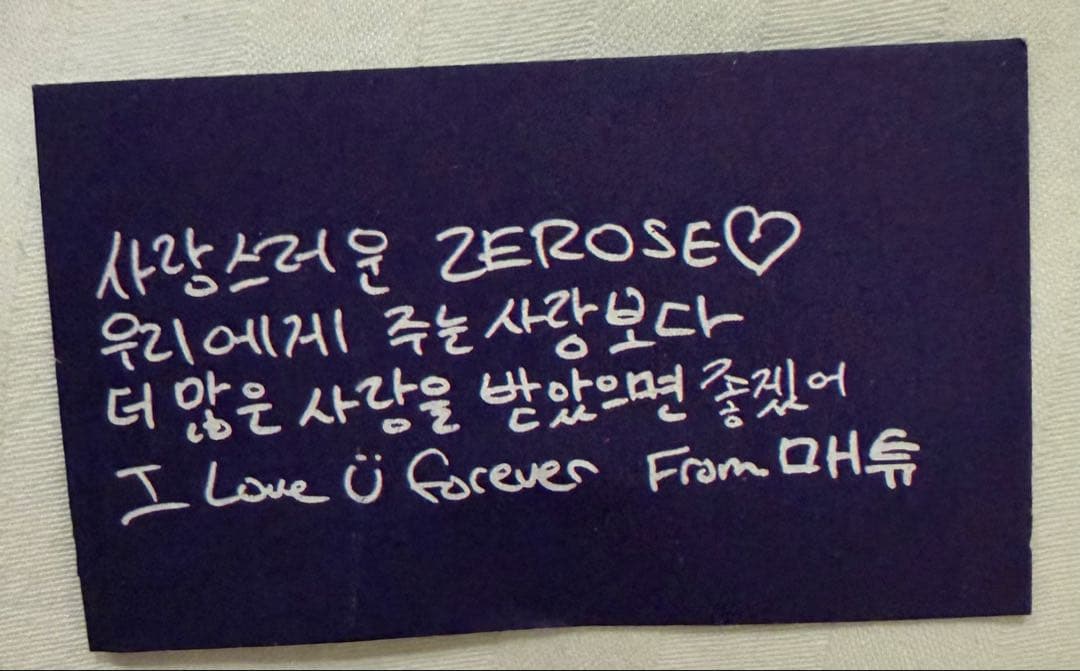 사랑스러운 ZEROSE♡
우리에게 주는 사랑보다
더 많은 사랑을 받았으면 좋겠어
I Love Ü forever From 매튜